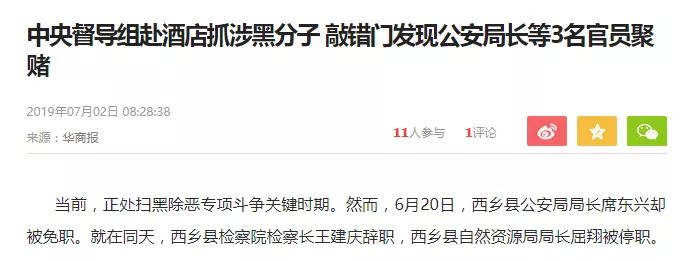 中央督导组赴酒店抓涉黑分子 敲错门发现公安局长等3名官员聚
赌
2019年07月02日 08:28:38
来源：华商报
11人参与 1评论
当前，正处扫黑除恶专项斗争关键时期。然而，6月20日，西乡县公安局局长席东兴却
被免职。就在同天，西乡县检察院检察长王建庆辞职，西乡县自然资源局局长屈翔被停职。